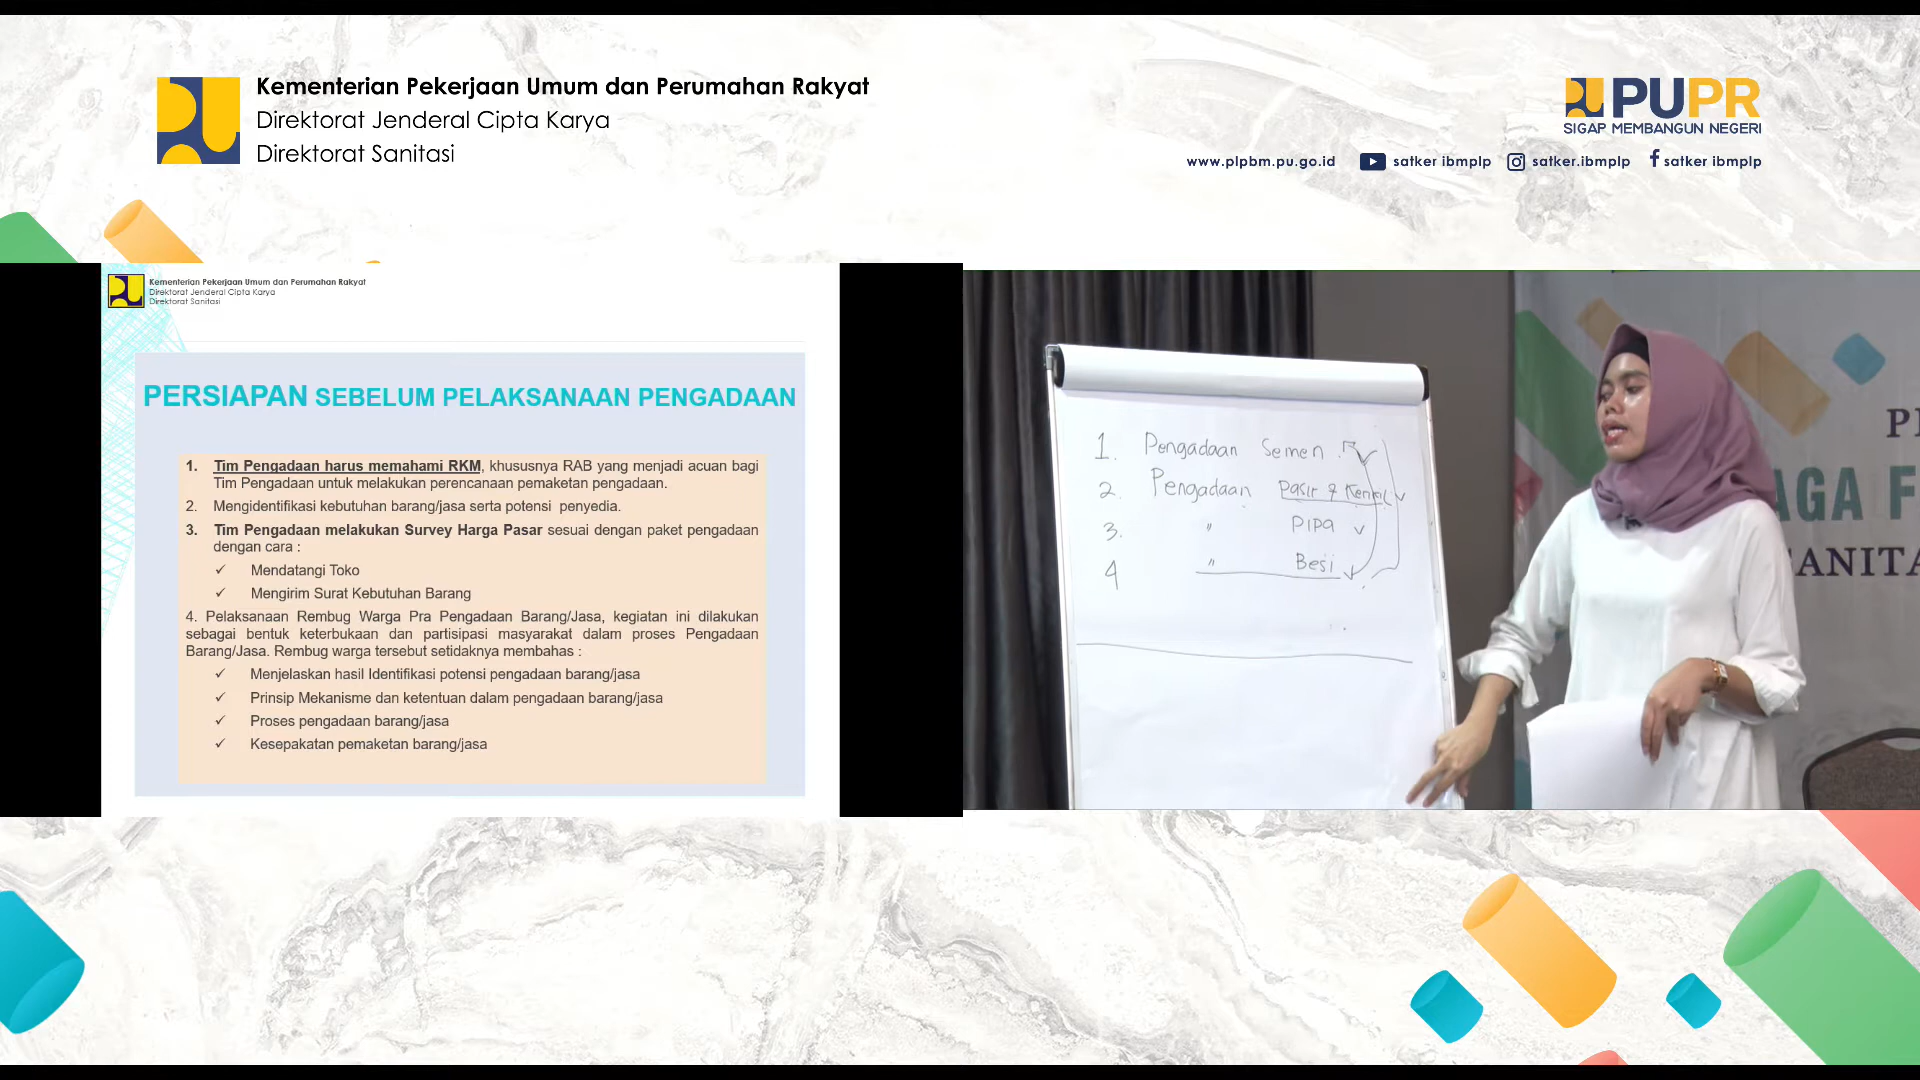 Kementerian Pekerjaan Umum dan Perumahan Rakyat
Direktorat Jenderal Cipta Karya
Direktorat Sanitasi
PUPR
SIGAP MEMBANGUN NEGERI
www.plpbm.pu.go.id satker ibmplp satker.ibmplp satker ibmplp
Kementerian Pekerjaan Umum dan Perumahan Rakyat
Direktorat Jenderal Cipta Karya
Direktorat Sanitasi
PERSIAPAN SEBELUM PELAKSANAAN PENGADAAN
1. Tim Pengadaan harus memahami RKM, khususnya RAB yang menjadi acuan bagi
Tim Pengadaan untuk melakukan perencanaan pemaketan pengadaan.
2. Mengidentifikasi kebutuhan barang/jasa serta potensi penyedia.
3. Tim Pengadaan melakukan Survey Harga Pasar sesuai dengan paket pengadaan
dengan cara :
✓ Mendatangi Toko
✓ Mengirim Surat Kebutuhan Barang
4. Pelaksanaan Rembug Warga Pra Pengadaan Barang/Jasa, kegiatan ini dilakukan
sebagai bentuk keterbukaan dan partisipasi masyarakat dalam proses Pengadaan
Barang/Jasa. Rembug warga tersebut setidaknya membahas :
✓ Menjelaskan hasil Identifikasi potensi pengadaan barang/jasa
✓ Prinsip Mekanisme dan ketentuan dalam pengadaan barang/jasa
✓ Proses pengadaan barang/jasa
✓ Kesepakatan pemaketan barang/jasa
1. Pengadaan Semen
2. Pengadaan Pasir &
3. " Pipa
4 " Besi
AGA F
ANITA